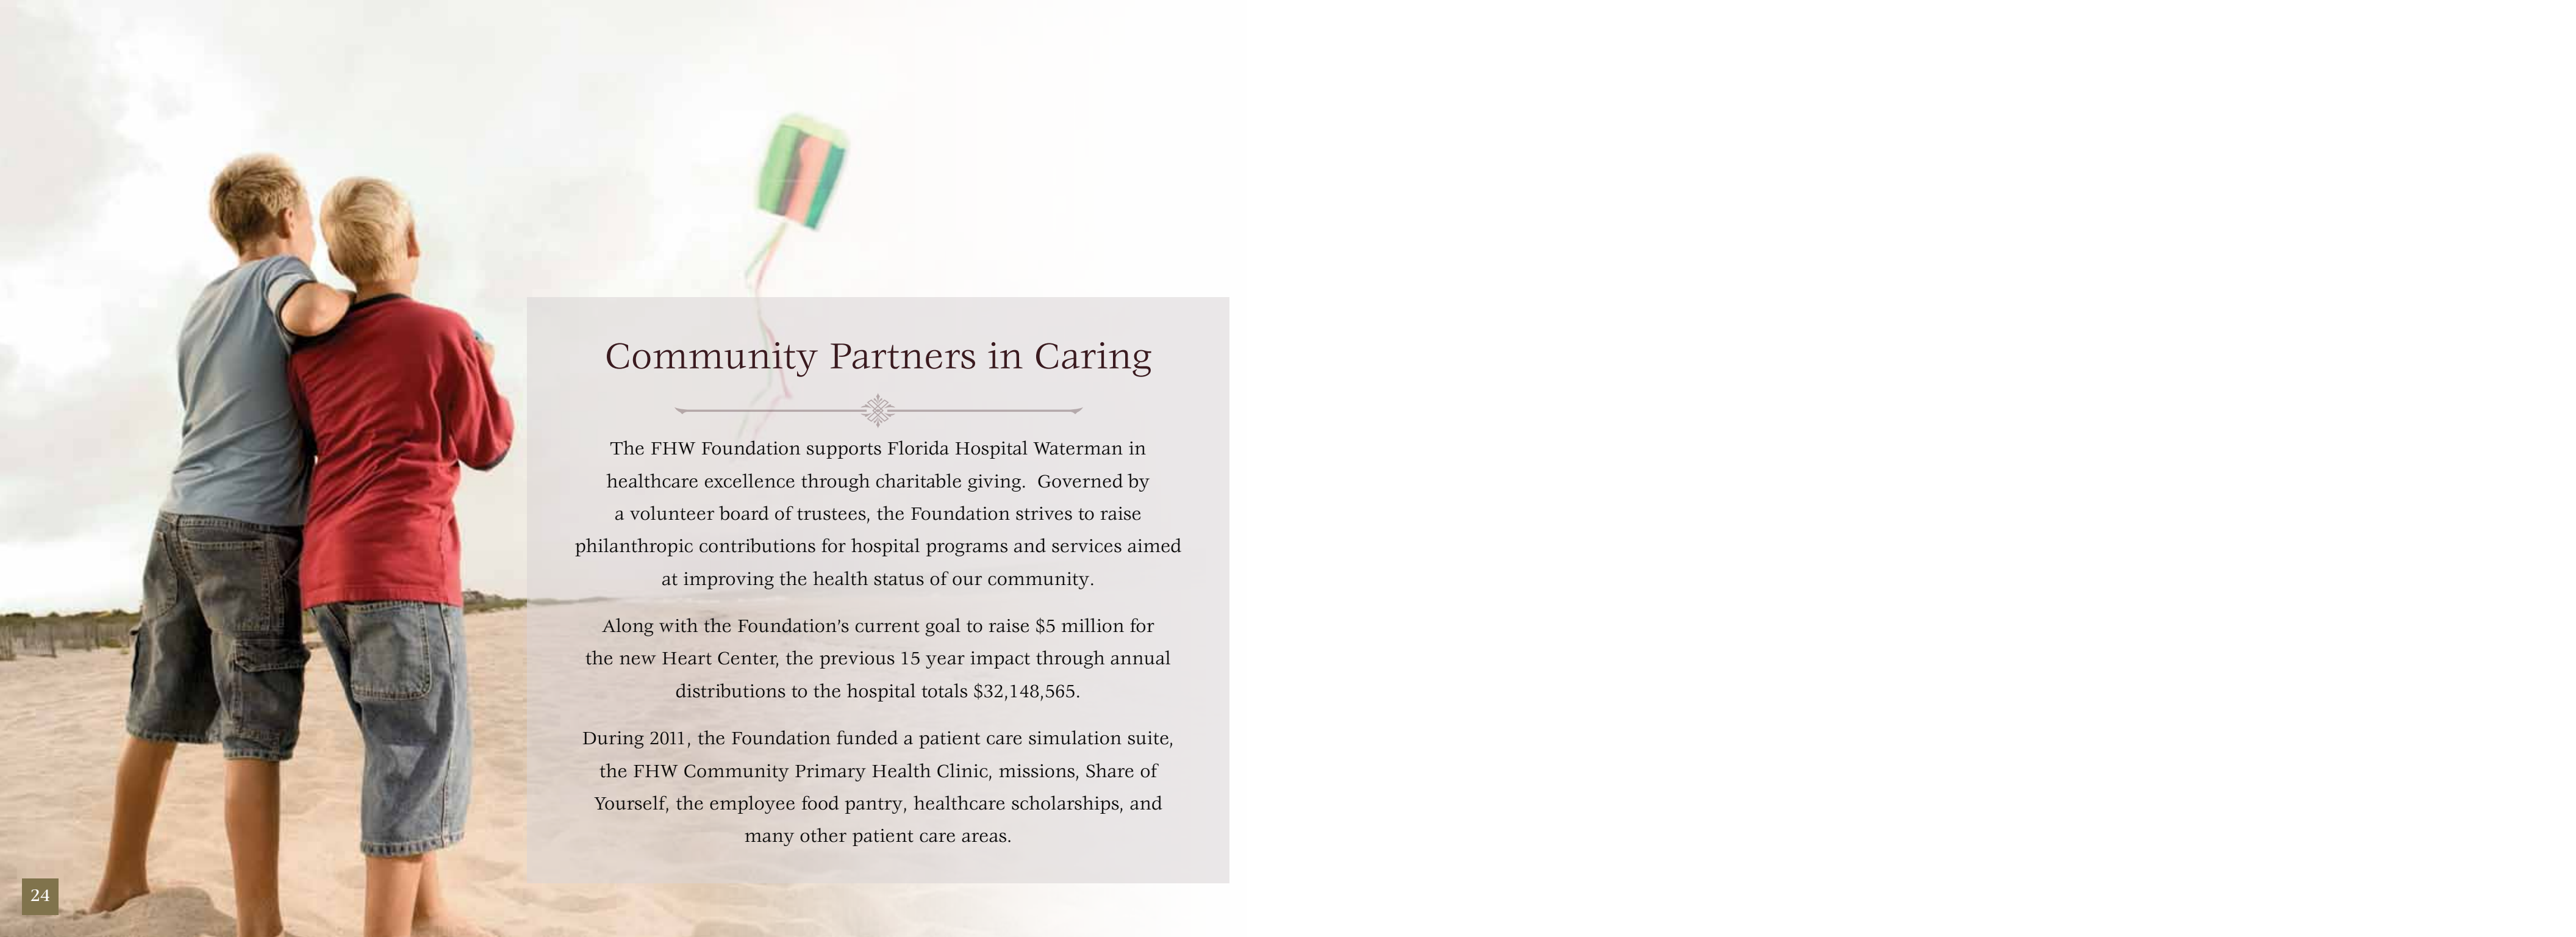 Community Partners in Caring
The FHW Foundation supports Florida Hospital Waterman in
healthcare excellence through charitable giving.  Governed by
a volunteer board of trustees, the Foundation strives to raise
philanthropic contributions for hospital programs and services aimed
at improving the health status of our community.
Along with the Foundation’s current goal to raise $5 million for
the new Heart Center, the previous 15 year impact through annual
distributions to the hospital totals $32,148,565.
During 2011, the Foundation funded a patient care simulation suite,
the FHW Community Primary Health Clinic, missions, Share of
Yourself, the employee food pantry, healthcare scholarships, and
many other patient care areas.
24